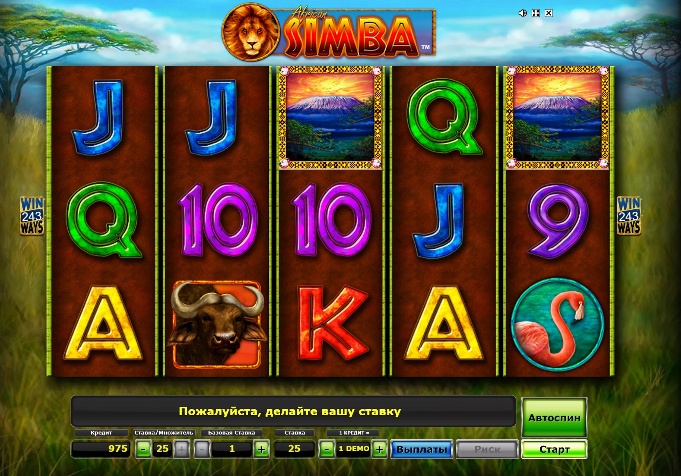 African
SIMBA™
J J Q
Q 10 10 J 9
A K A
WIN 243 WAYS
WIN 243 WAYS
Пожалуйста, делайте вашу ставку
Автоспин
Кредит Ставка/Множитель Базовая Ставка Ставка 1 КРЕДИТ =
975 - 25 + - 1 + 25 - 1 DEMO + Выплаты Риск Старт